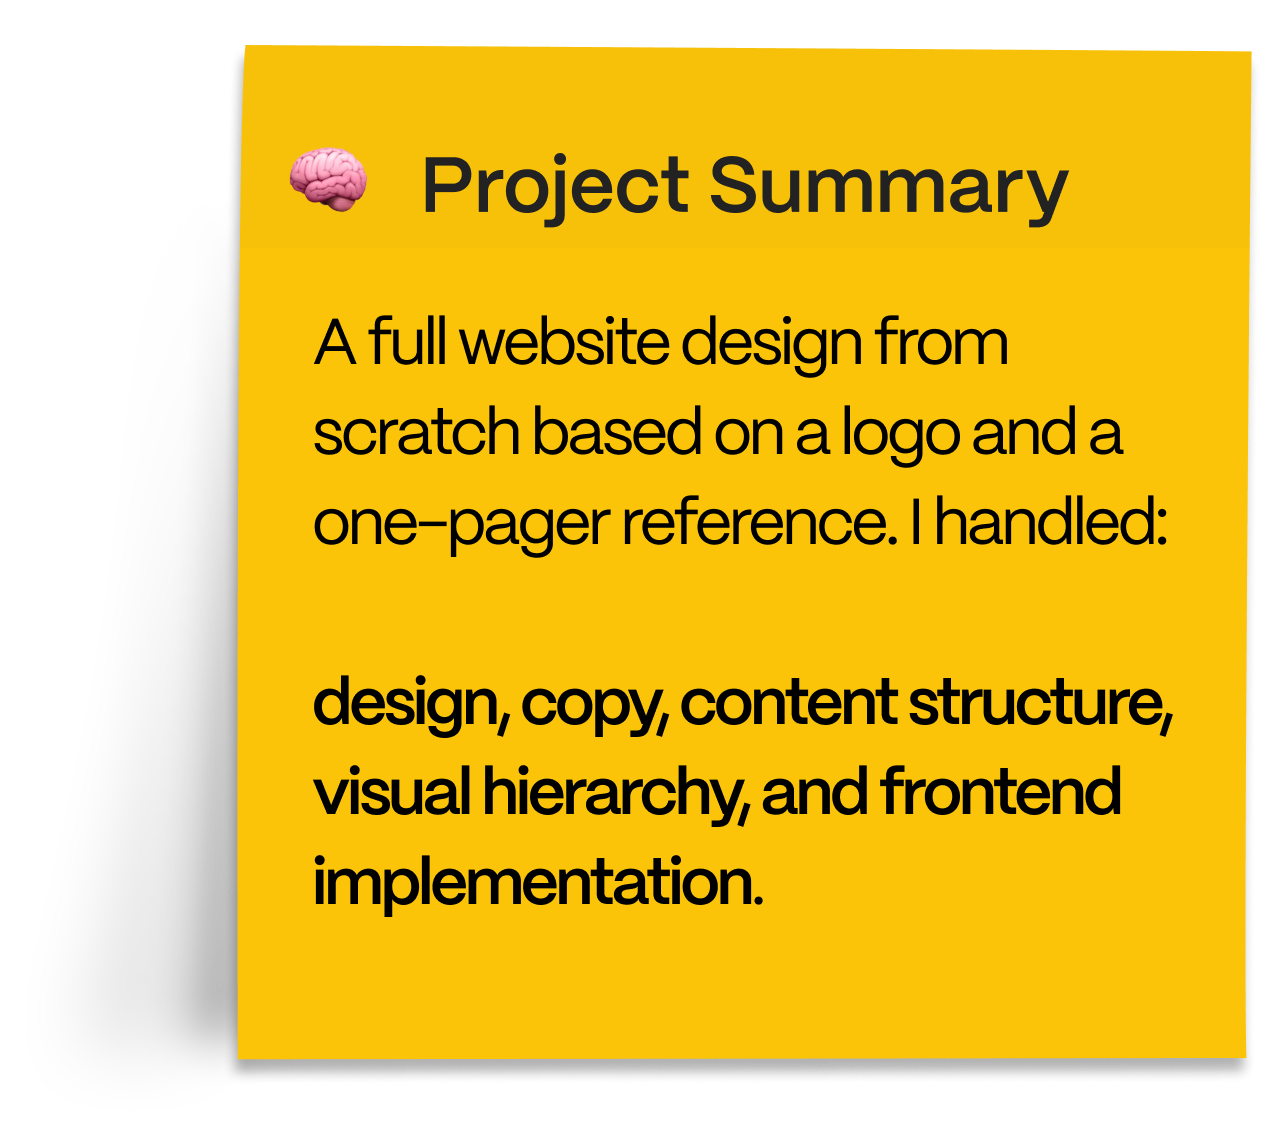 🧠 Project Summary
A full website design from
scratch based on a logo and a
one-pager reference. I handled:
design, copy, content structure,
visual hierarchy, and frontend
implementation.